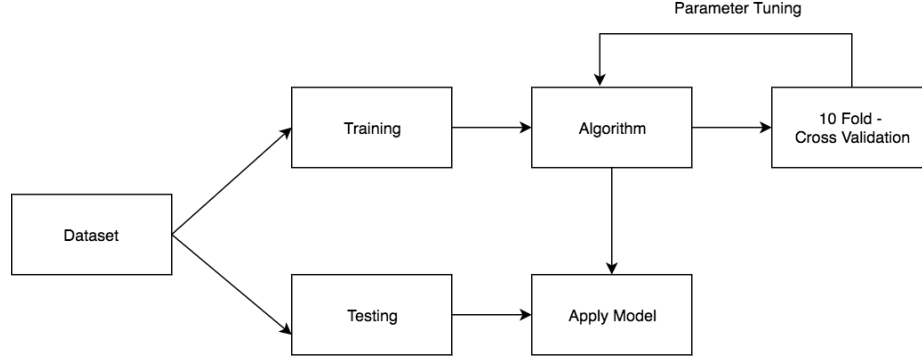 Parameter Tuning
Training
Algorithm
10 Fold -
Cross Validation
Dataset
Testing
Apply Model